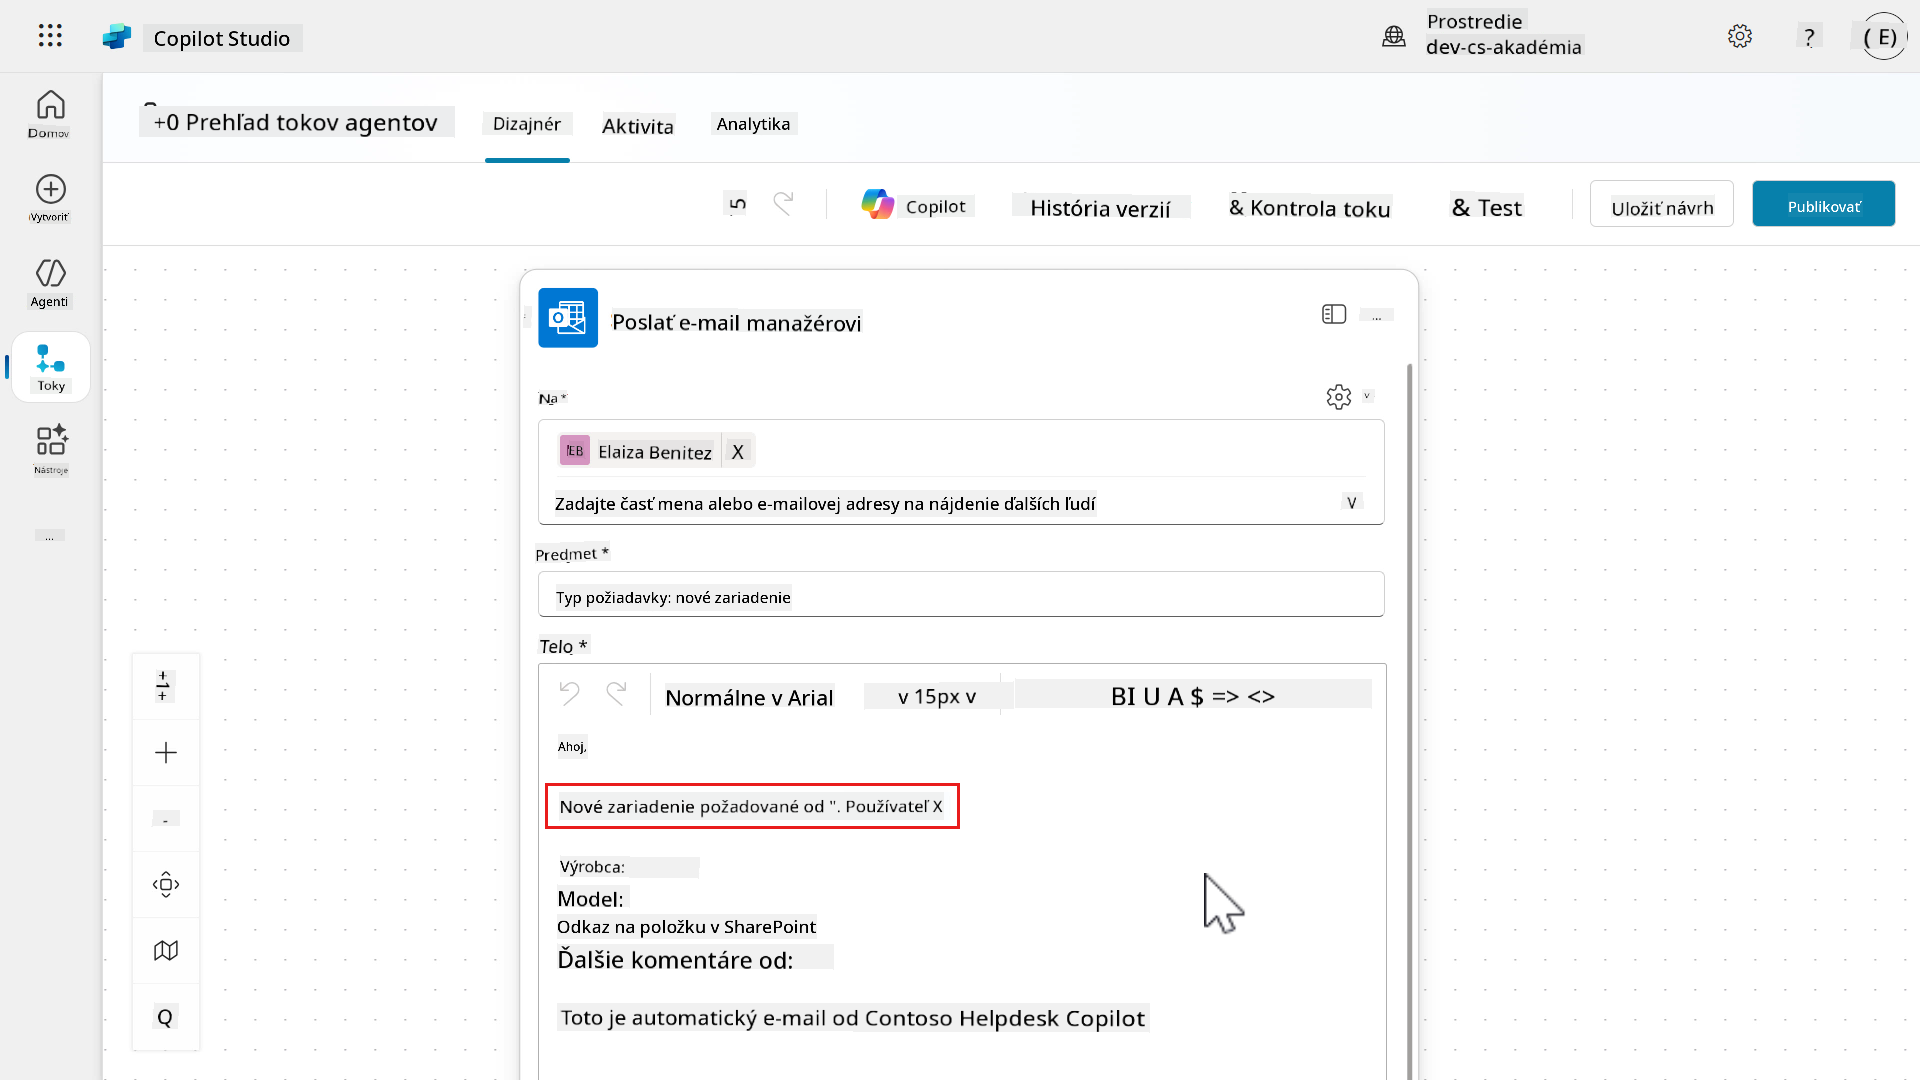 Copilot Studio
Prostredie
dev-cs-akadémia
?
( E)
Domov
Vytvoriť
Agenti
Toky
Nástroje
...
+0 Prehľad tokov agentov
Dizajnér
Aktivita
Analytika
5
Copilot
História verzií
& Kontrola toku
& Test
Uložiť návrh
Publikovať
Poslať e-mail manažérovi
...
Na *
v
EB
Elaiza Benitez
X
Zadajte časť mena alebo e-mailovej adresy na nájdenie ďalších ľudí
V
Predmet *
Typ požiadavky: nové zariadenie
Telo *
Normálne v Arial
v 15px v
BI U A $ => <>
Ahoj,
Nové zariadenie požadované od ". Používateľ X
Výrobca:
Model:
Odkaz na položku v SharePoint
Ďalšie komentáre od:
Toto je automatický e-mail od Contoso Helpdesk Copilot
+
1
+
-
Q